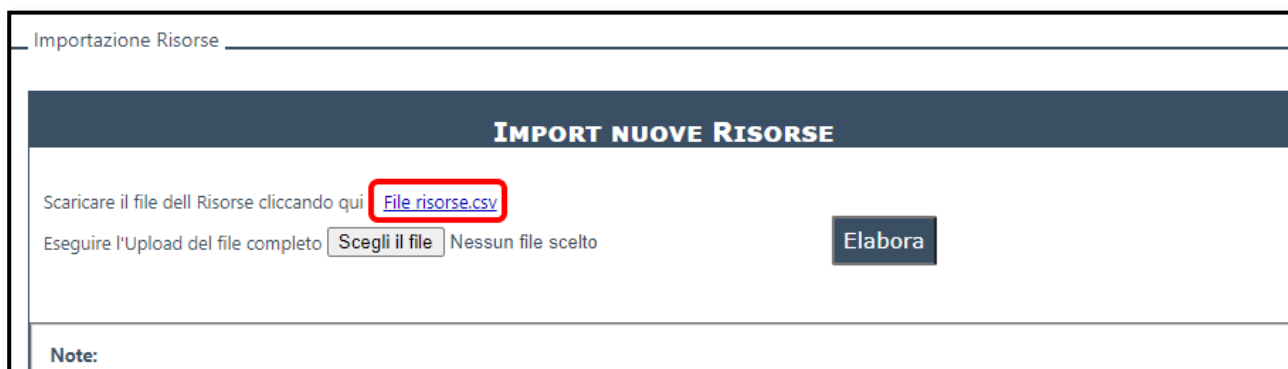 Importazione Risorse
IMPORT NUOVE RISORSE
Scaricare il file dell Risorse cliccando qui File risorse.csv
Eseguire l'Upload del file completo Scegli il file Nessun file scelto
Elabora
Note: